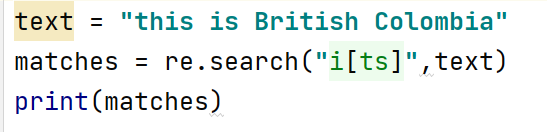 text = "this is British Colombia"
matches = re.search("i[ts]",text)
print(matches)